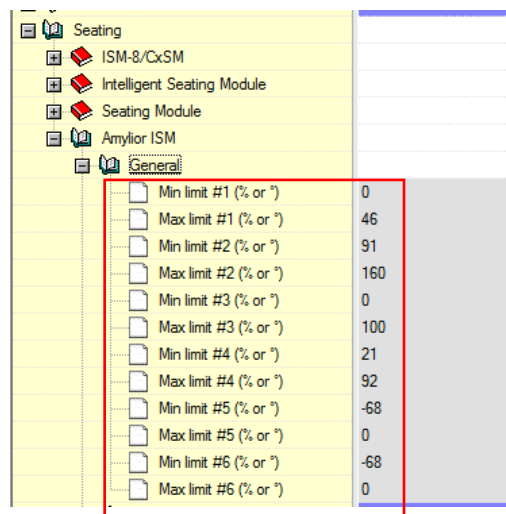 Seating
ISM-8/CxSM
Intelligent Seating Module
Seating Module
Amylior ISM
General
Min limit #1 (% or °) 0
Max limit #1 (% or °) 46
Min limit #2 (% or °) 91
Max limit #2 (% or °) 160
Min limit #3 (% or °) 0
Max limit #3 (% or °) 100
Min limit #4 (% or °) 21
Max limit #4 (% or °) 92
Min limit #5 (% or °) -68
Max limit #5 (% or °) 0
Min limit #6 (% or °) -68
Max limit #6 (% or °) 0